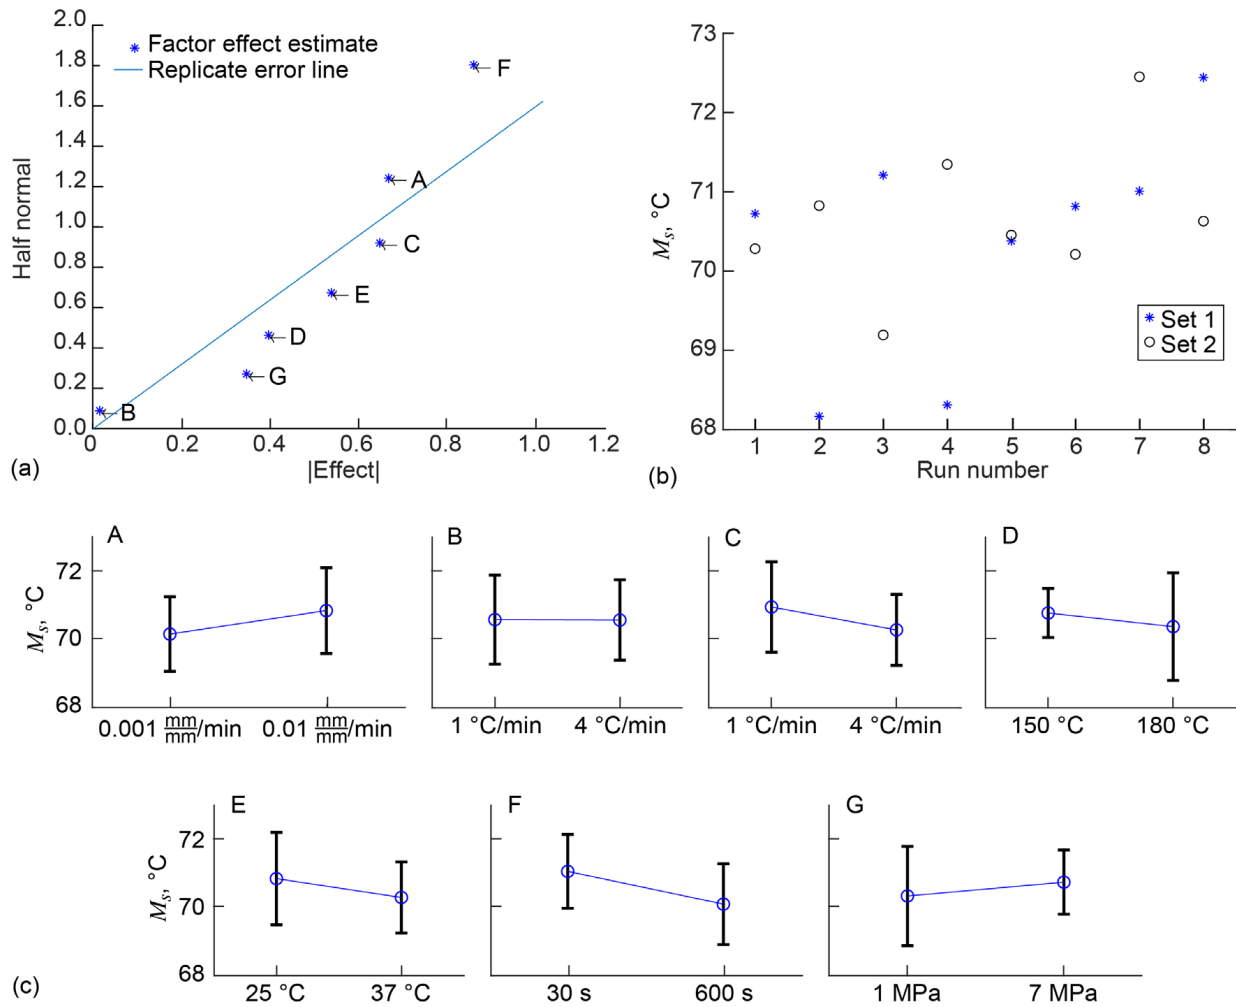 2.0
1.8
1.6
1.4
1.2
1.0
0.8
0.6
0.4
0.2
0.0
Half normal
Factor effect estimate
Replicate error line
F
A
C
E
D
G
B
0 0.2 0.4 0.6 0.8 1.0 1.2
|Effect|
(a)
73
72
71
70
69
68
Ms, °C
Set 1
Set 2
1 2 3 4 5 6 7 8
Run number
(b)
A
72
70
68
Ms, °C
0.001 mm/mm/min 0.01 mm/mm/min
B
1 °C/min 4 °C/min
C
1 °C/min 4 °C/min
D
150 °C 180 °C
E
72
70
68
Ms, °C
25 °C 37 °C
F
30 s 600 s
G
1 MPa 7 MPa
(c)